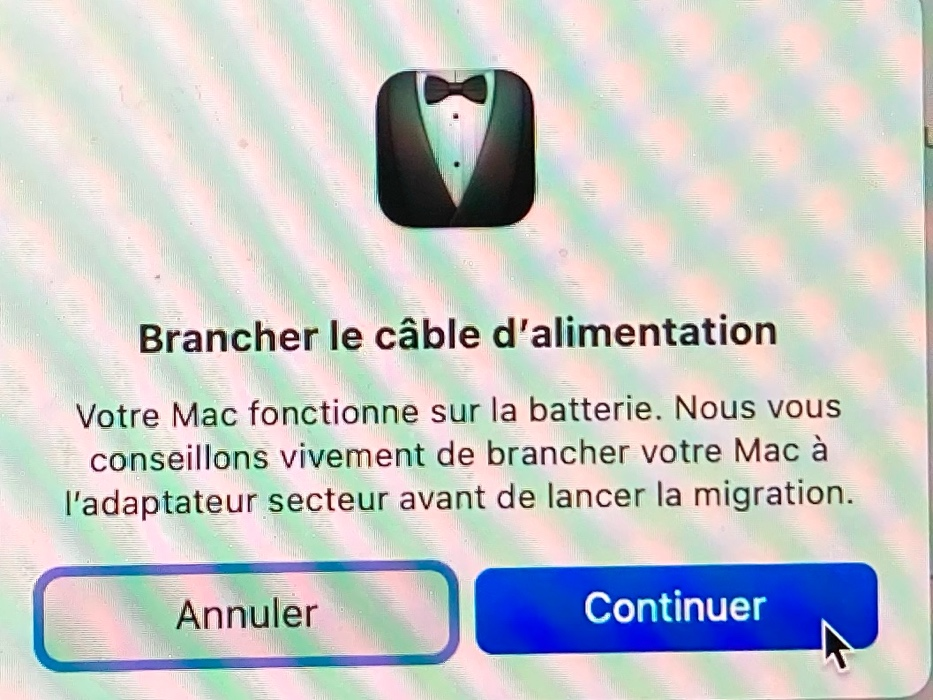 Brancher le câble d’alimentation
Votre Mac fonctionne sur la batterie. Nous vous
conseillons vivement de brancher votre Mac à
l’adaptateur secteur avant de lancer la migration.
Annuler
Continuer